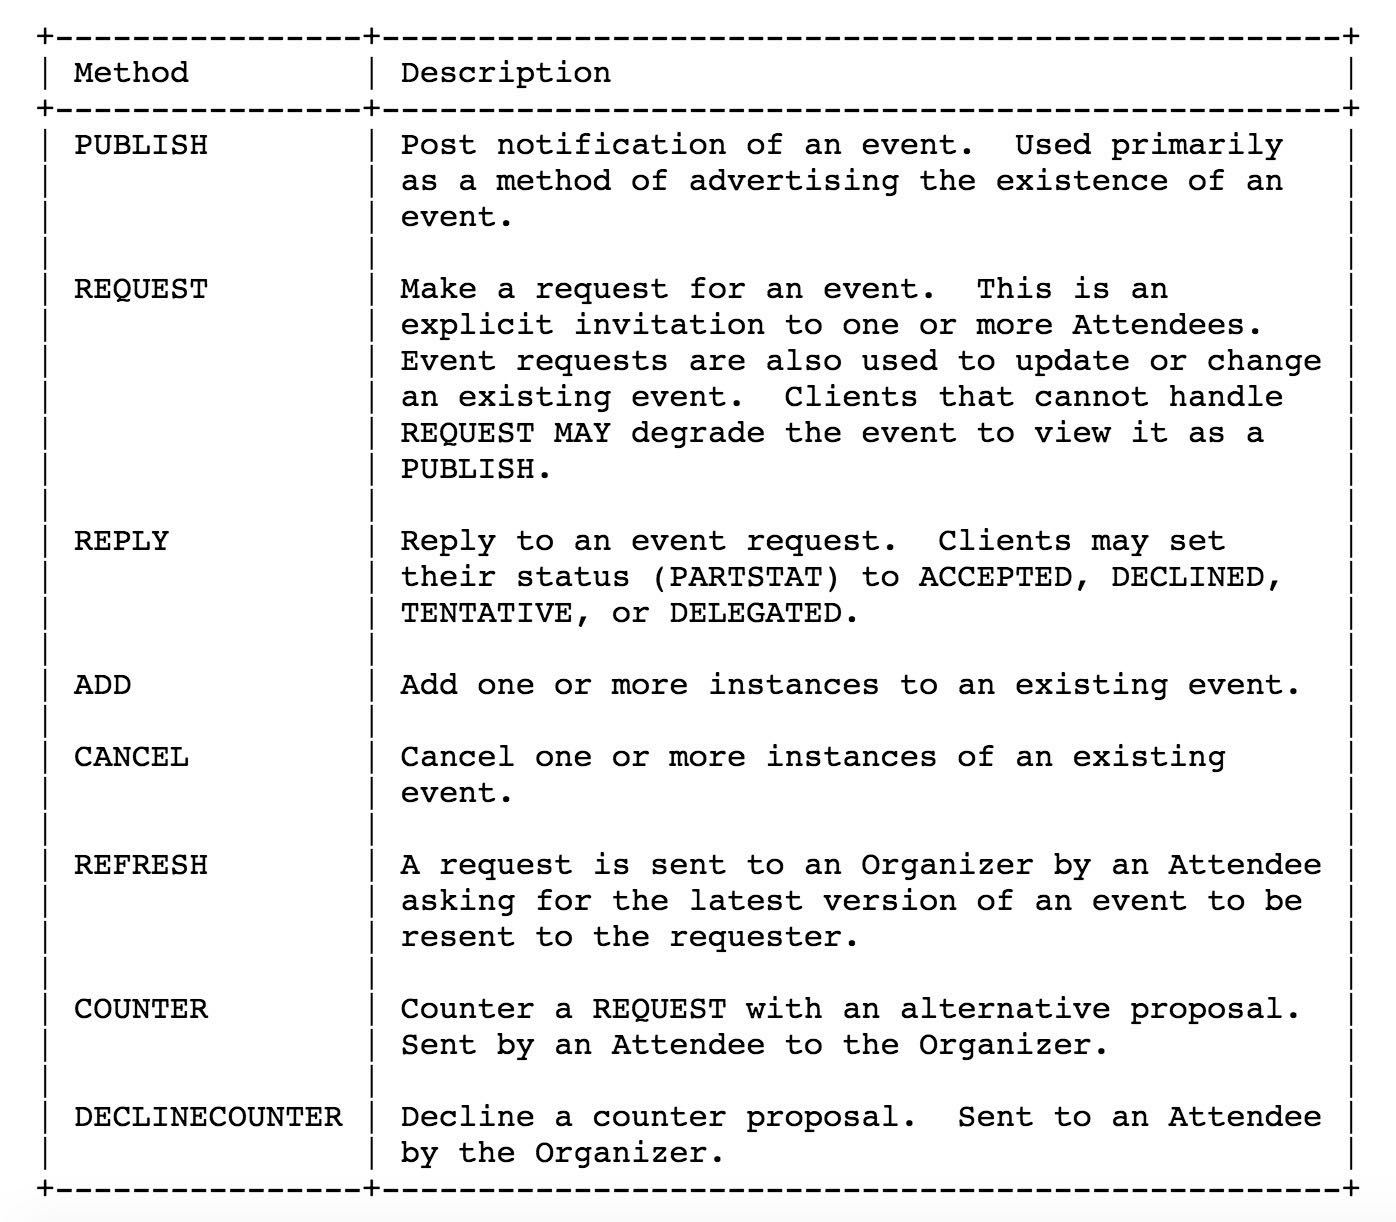 +----------------+--------------------------------------------------+
| Method         | Description                                      |
+----------------+--------------------------------------------------+
| PUBLISH        | Post notification of an event.  Used primarily   |
|                | as a method of advertising the existence of an   |
|                | event.                                           |
|                |                                                  |
| REQUEST        | Make a request for an event.  This is an         |
|                | explicit invitation to one or more Attendees.    |
|                | Event requests are also used to update or change |
|                | an existing event.  Clients that cannot handle   |
|                | REQUEST MAY degrade the event to view it as a    |
|                | PUBLISH.                                         |
|                |                                                  |
| REPLY          | Reply to an event request.  Clients may set      |
|                | their status (PARTSTAT) to ACCEPTED, DECLINED,   |
|                | TENTATIVE, or DELEGATED.                         |
|                |                                                  |
| ADD            | Add one or more instances to an existing event.  |
|                |                                                  |
| CANCEL         | Cancel one or more instances of an existing      |
|                | event.                                           |
|                |                                                  |
| REFRESH        | A request is sent to an Organizer by an Attendee |
|                | asking for the latest version of an event to be  |
|                | resent to the requester.                         |
|                |                                                  |
| COUNTER        | Counter a REQUEST with an alternative proposal.  |
|                | Sent by an Attendee to the Organizer.            |
|                |                                                  |
| DECLINECOUNTER | Decline a counter proposal.  Sent to an Attendee |
|                | by the Organizer.                                |
+----------------+--------------------------------------------------+